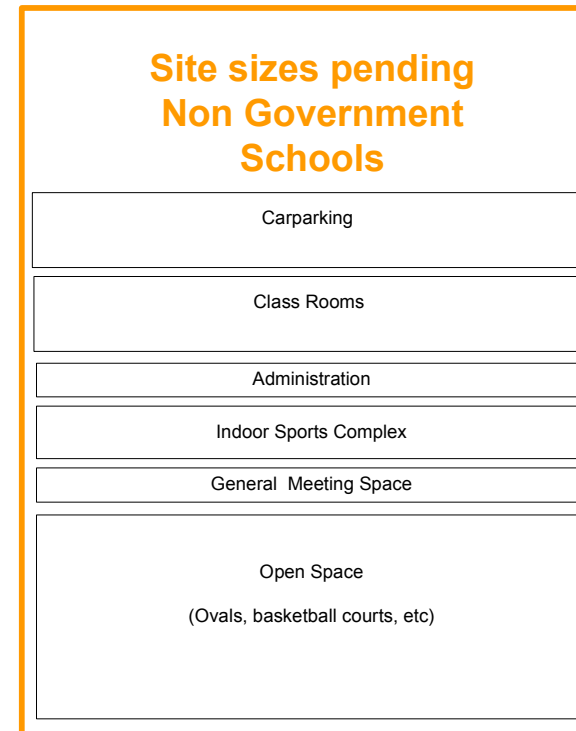 Site sizes pending
Non Government
Schools
Carparking
Class Rooms
Administration
Indoor Sports Complex
General  Meeting Space
Open Space
(Ovals, basketball courts, etc)